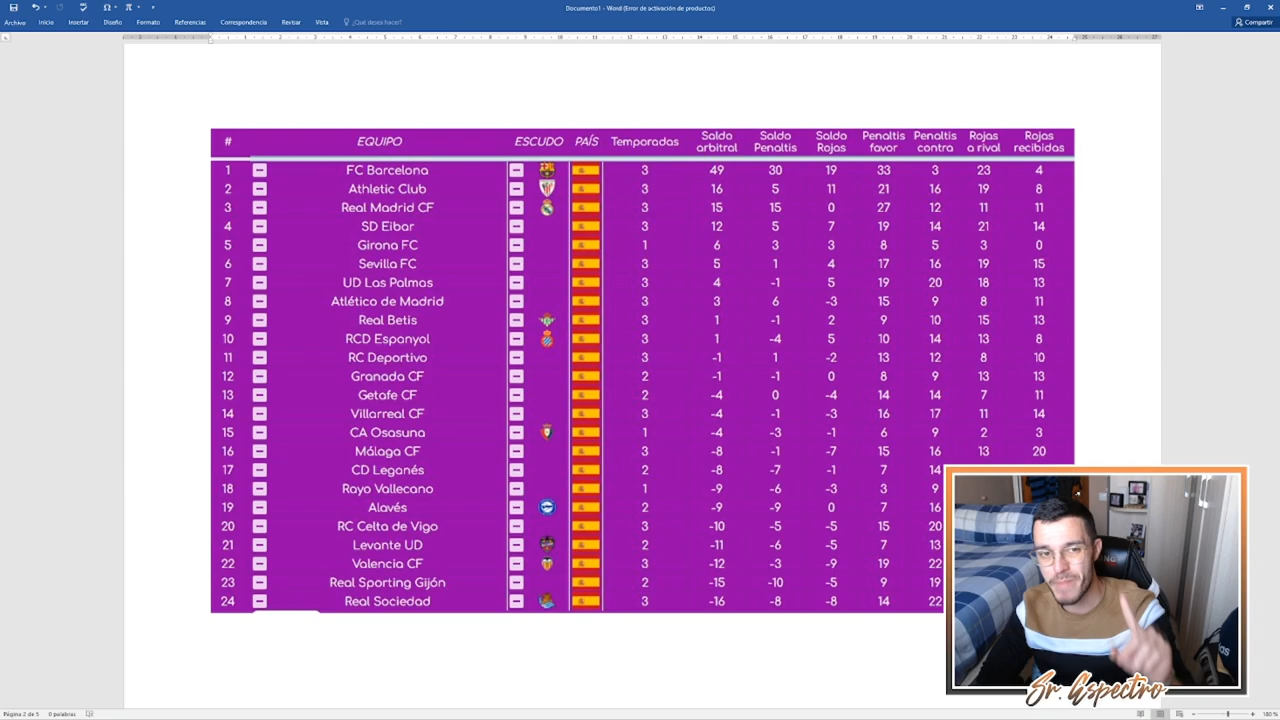 Documento1 - Word (Error de activación de productos)
Archivo Inicio Insertar Diseño Formato Referencias Correspondencia Revisar Vista ¿Qué desea hacer? Compartir
# EQUIPO ESCUDO PAÍS Temporadas Saldo arbitral Saldo Penaltis Saldo Rojas Penaltis favor Penaltis contra Rojas a rival Rojas recibidas
1 FC Barcelona 3 49 30 19 33 3 23 4
2 Athletic Club 3 16 5 11 21 16 19 8
3 Real Madrid CF 3 15 15 0 27 12 11 11
4 SD Eibar 3 12 5 7 19 14 21 14
5 Girona FC 1 6 3 3 8 5 3 0
6 Sevilla FC 3 5 1 4 17 16 19 15
7 UD Las Palmas 3 4 -1 5 19 20 18 13
8 Atlético de Madrid 3 3 6 -3 15 9 8 11
9 Real Betis 3 1 -1 2 9 10 15 13
10 RCD Espanyol 3 1 -4 5 10 14 13 8
11 RC Deportivo 3 -1 1 -2 13 12 8 10
12 Granada CF 2 -1 -1 0 8 9 13 13
13 Getafe CF 2 -4 0 -4 14 14 7 11
14 Villarreal CF 3 -4 -1 -3 16 17 11 14
15 CA Osasuna 1 -4 -3 -1 6 9 2 3
16 Málaga CF 3 -8 -1 -7 15 16 13 20
17 CD Leganés 2 -8 -7 -1 7 14
18 Rayo Vallecano 1 -9 -6 -3 3 9
19 Alavés 2 -9 -9 0 7 16
20 RC Celta de Vigo 3 -10 -5 -5 15 20
21 Levante UD 2 -11 -6 -5 7 13
22 Valencia CF 3 -12 -3 -9 19 22
23 Real Sporting Gijón 2 -15 -10 -5 9 19
24 Real Sociedad 3 -16 -8 -8 14 22
Sr. Aspectro
Página 2 de 5 0 palabras 180 %